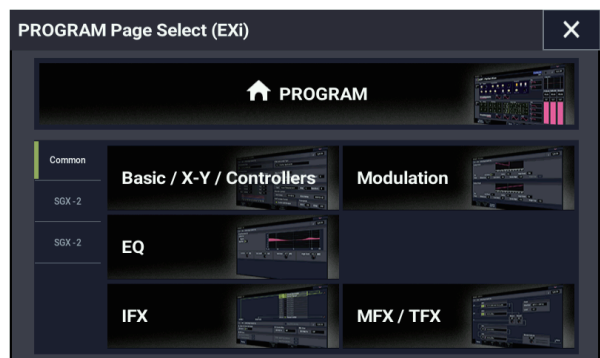 PROGRAM Page Select (EXi)
PROGRAM
Common
SGX-2
SGX-2
Basic / X-Y / Controllers
Modulation
EQ
IFX
MFX / TFX